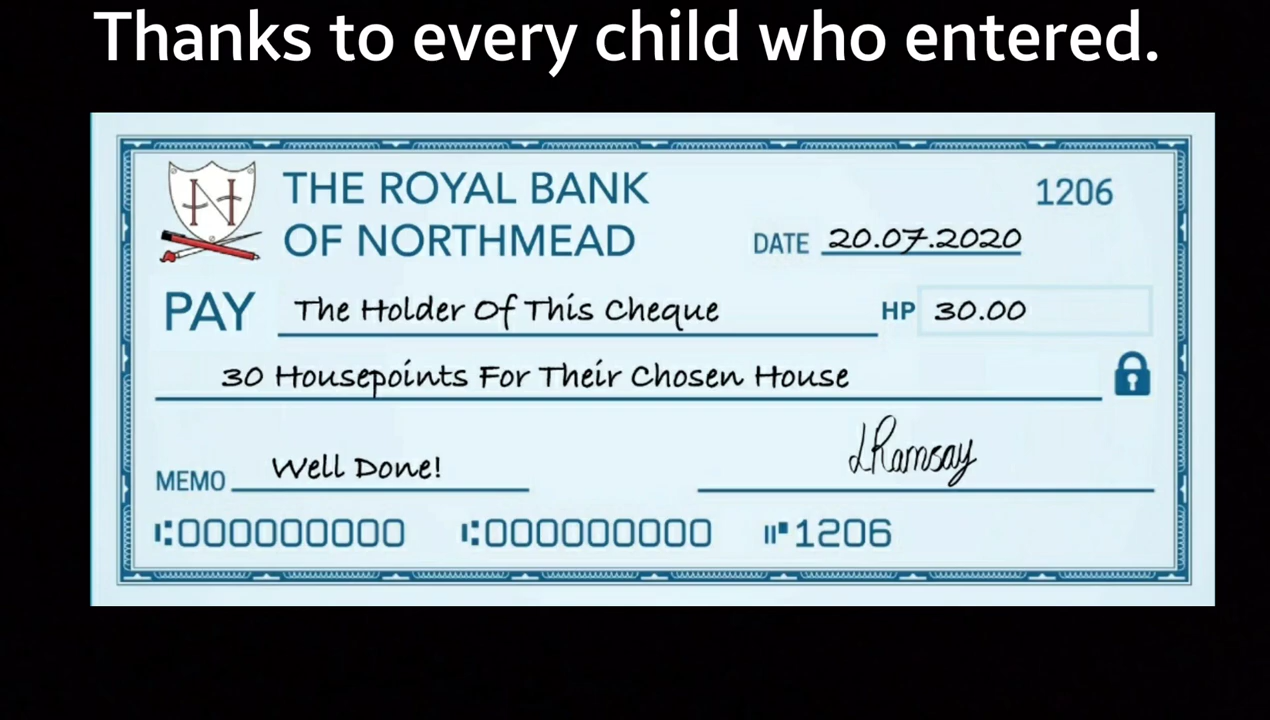 Thanks to every child who entered.
N
THE ROYAL BANK
OF NORTHMEAD
1206
DATE 20.07.2020
PAY The Holder Of This Cheque HP 30.00
30 Housepoints For Their Chosen House
MEMO Well Done! LRamsay
⑆000000000 ⑆000000000 ⑈1206